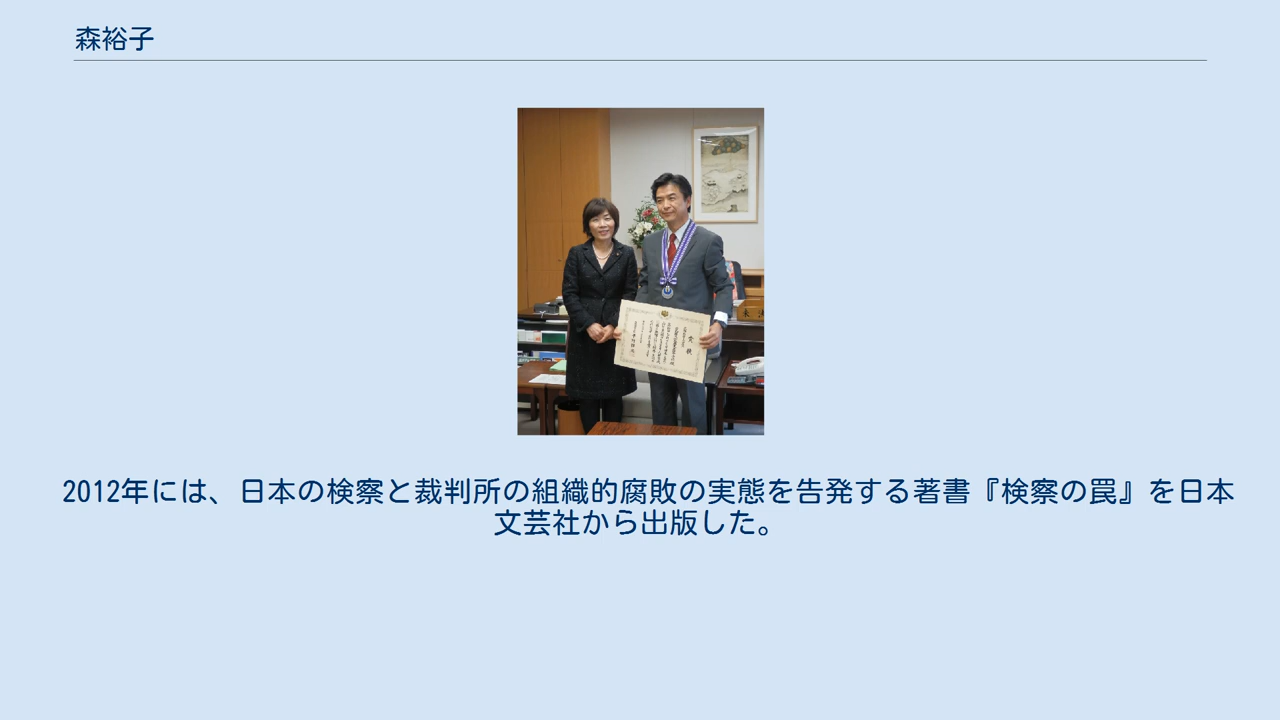 森裕子
賞状
2012年には、日本の検察と裁判所の組織的腐敗の実態を告発する著書『検察の罠』を日本
文芸社から出版した。